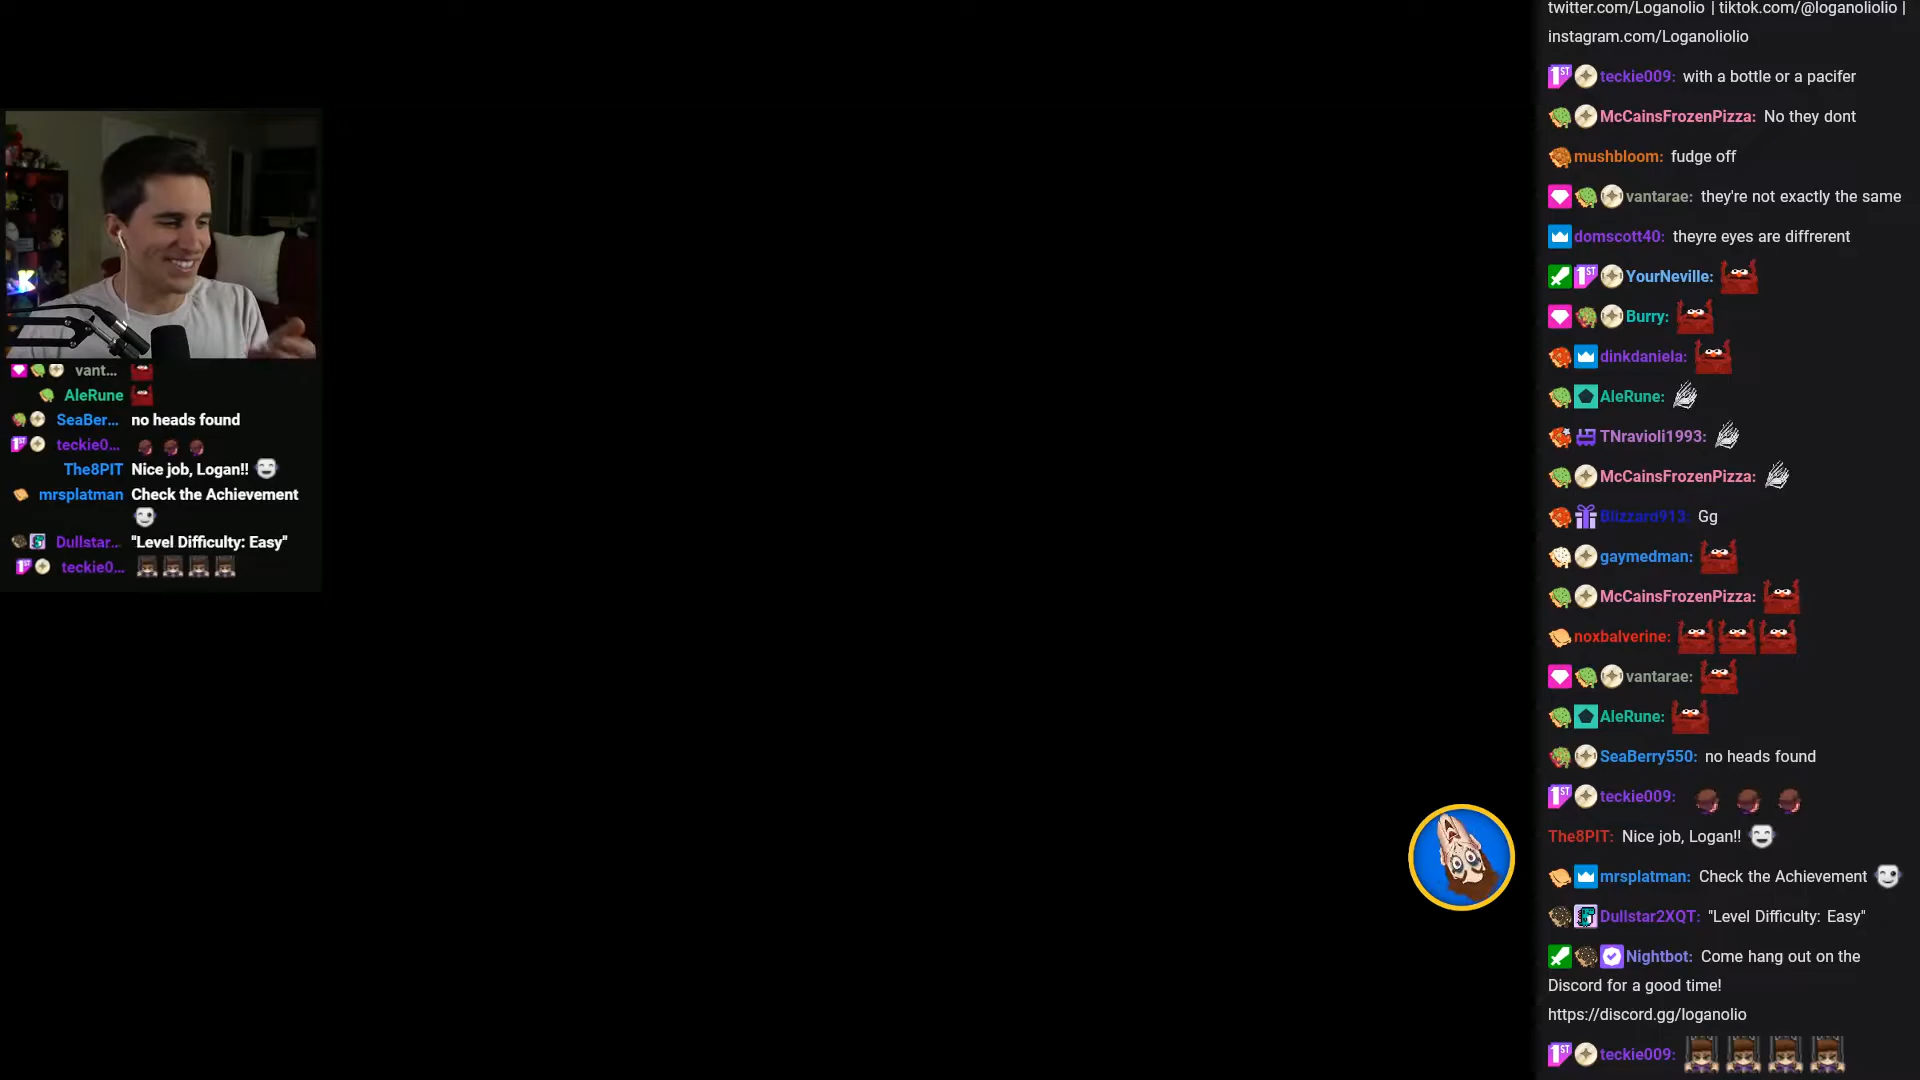 twitter.com/Loganolio | tiktok.com/@loganoliolio |
instagram.com/Loganoliolio
teckie009: with a bottle or a pacifer
McCainsFrozenPizza: No they dont
mushbloom: fudge off
vantarae: they're not exactly the same
domscott40: theyre eyes are diffrerent
YourNeville:
Burry:
dinkdaniela:
AleRune:
TNravioli1993:
McCainsFrozenPizza:
Blizzard913: Gg
gaymedman:
McCainsFrozenPizza:
noxbalverine:
vantarae:
AleRune:
SeaBerry550: no heads found
teckie009:
The8PIT: Nice job, Logan!!
mrsplatman: Check the Achievement
Dullstar2XQT: "Level Difficulty: Easy"
Nightbot: Come hang out on the
Discord for a good time!
https://discord.gg/loganolio
teckie009:
K
vant...
AleRune
SeaBer... no heads found
1ST teckie0...
The8PIT Nice job, Logan!!
mrsplatman Check the Achievement
Dullstar... "Level Difficulty: Easy"
1ST teckie0...